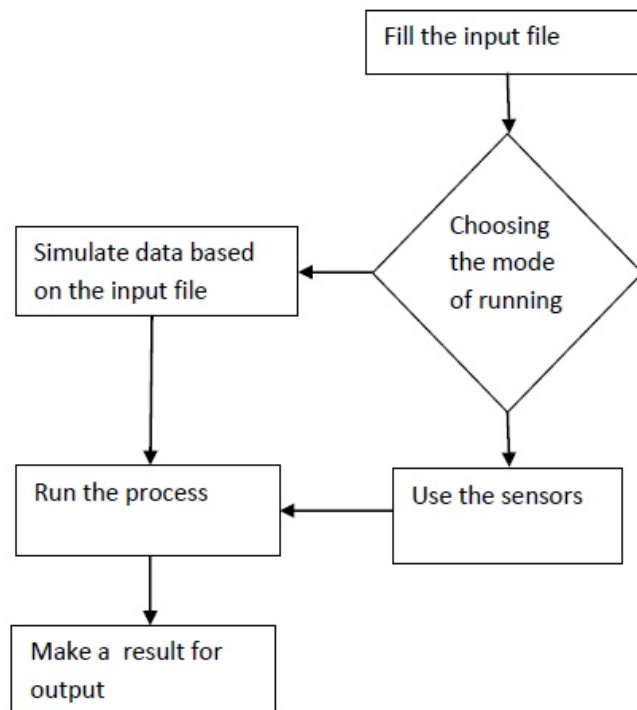 Fill the input file
Choosing
the mode
of running
Simulate data based
on the input file
Run the process
Use the sensors
Make a  result for
output